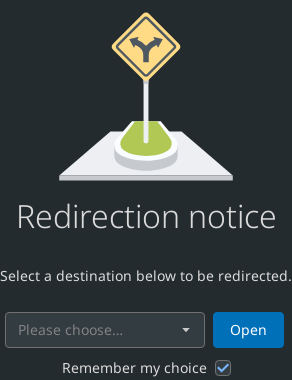 Redirection notice
Select a destination below to be redirected.
Please choose...
Open
Remember my choice